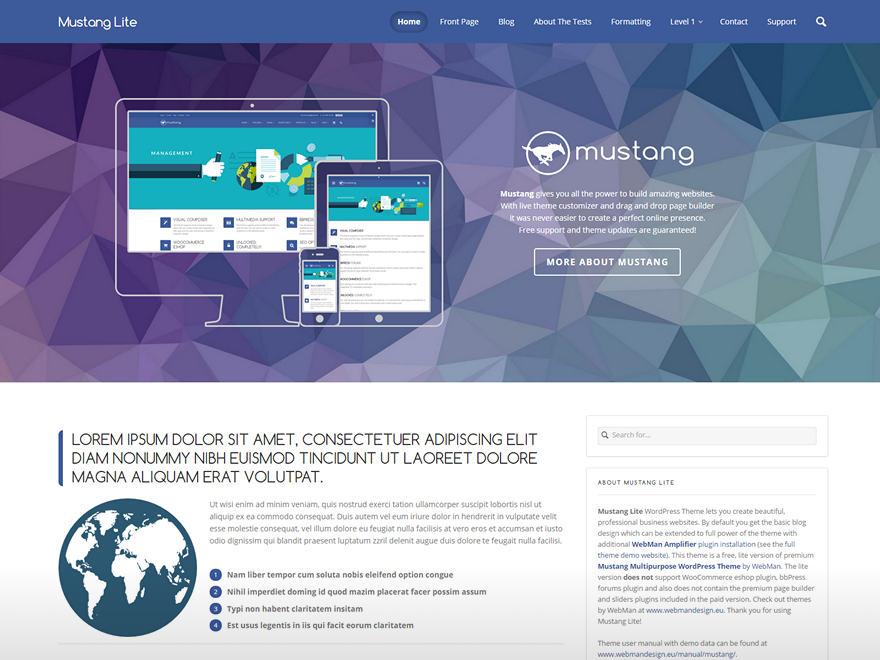 Mustang Lite
Home
Front Page
Blog
About The Tests
Formatting
Level 1
Contact
Support
MANAGEMENT
mustang
VISUAL COMPOSER
MULTIMEDIA SUPPORT
WOOCOMMERCE
ESHOP
UNLOCKED,
COMPLETELY
mustang
VISUAL COMPOSER
MULTIMEDIA SUPPORT
WOOCOMMERCE ESHOP
UNLOCKED, COMPLETELY
mustang
Mustang gives you all the power to build amazing websites.
With live theme customizer and drag and drop page builder
it was never easier to create a perfect online presence.
Free support and theme updates are guaranteed!
MORE ABOUT MUSTANG
LOREM IPSUM DOLOR SIT AMET, CONSECTETUER ADIPISCING ELIT
DIAM NONUMMY NIBH EUISMOD TINCIDUNT UT LAOREET DOLORE
MAGNA ALIQUAM ERAT VOLUTPAT.
Ut wisi enim ad minim veniam, quis nostrud exerci tation ullamcorper suscipit lobortis nisl ut
aliquip ex ea commodo consequat. Duis autem vel eum iriure dolor in hendrerit in vulputate velit
esse molestie consequat, vel illum dolore eu feugiat nulla facilisis at vero eros et accumsan et iusto
odio dignissim qui blandit praesent luptatum zzril delenit augue duis dolore te feugait nulla facilisi.
1 Nam liber tempor cum soluta nobis eleifend option congue
2 Nihil imperdiet doming id quod mazim placerat facer possim assum
3 Typi non habent claritatem insitam
4 Est usus legentis in iis qui facit eorum claritatem
Search for...
ABOUT MUSTANG LITE
Mustang Lite WordPress Theme lets you create beautiful,
professional business websites. By default you get the basic blog
design which can be extended to full power of the theme with
additional WebMan Amplifier plugin installation (see the full
theme demo website). This theme is a free, lite version of premium
Mustang Multipurpose WordPress Theme by WebMan. The lite
version does not support WooCommerce eshop plugin, bbPress
forums plugin and also does not contain the premium page builder
and sliders plugins included in the paid version. Check out themes
by WebMan at www.webmandesign.eu. Thank you for using
Mustang Lite!
Theme user manual with demo data can be found at
www.webmandesign.eu/manual/mustang/.